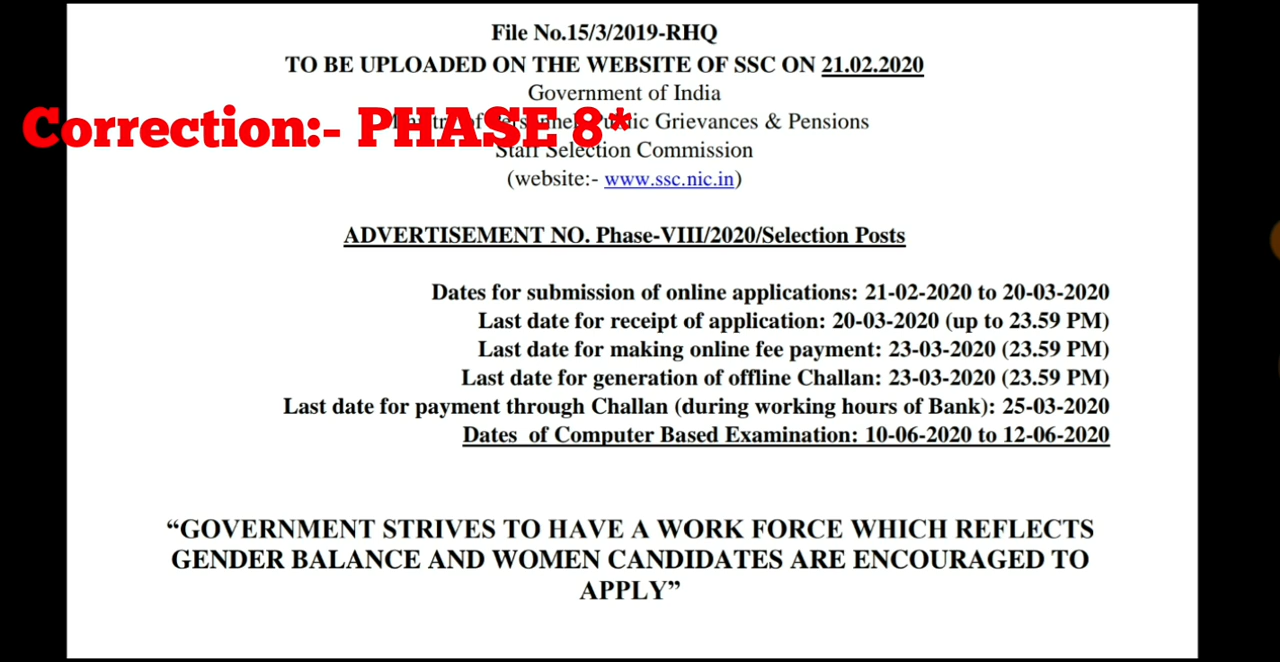 File No.15/3/2019-RHQ
TO BE UPLOADED ON THE WEBSITE OF SSC ON 21.02.2020
Government of India
Correction:- PHASE 8*
Grievances & Pensions
Staff Selection Commission
(website:- www.ssc.nic.in)
ADVERTISEMENT NO. Phase-VIII/2020/Selection Posts
Dates for submission of online applications: 21-02-2020 to 20-03-2020
Last date for receipt of application: 20-03-2020 (up to 23.59 PM)
Last date for making online fee payment: 23-03-2020 (23.59 PM)
Last date for generation of offline Challan: 23-03-2020 (23.59 PM)
Last date for payment through Challan (during working hours of Bank): 25-03-2020
Dates of Computer Based Examination: 10-06-2020 to 12-06-2020
“GOVERNMENT STRIVES TO HAVE A WORK FORCE WHICH REFLECTS
GENDER BALANCE AND WOMEN CANDIDATES ARE ENCOURAGED TO
APPLY”